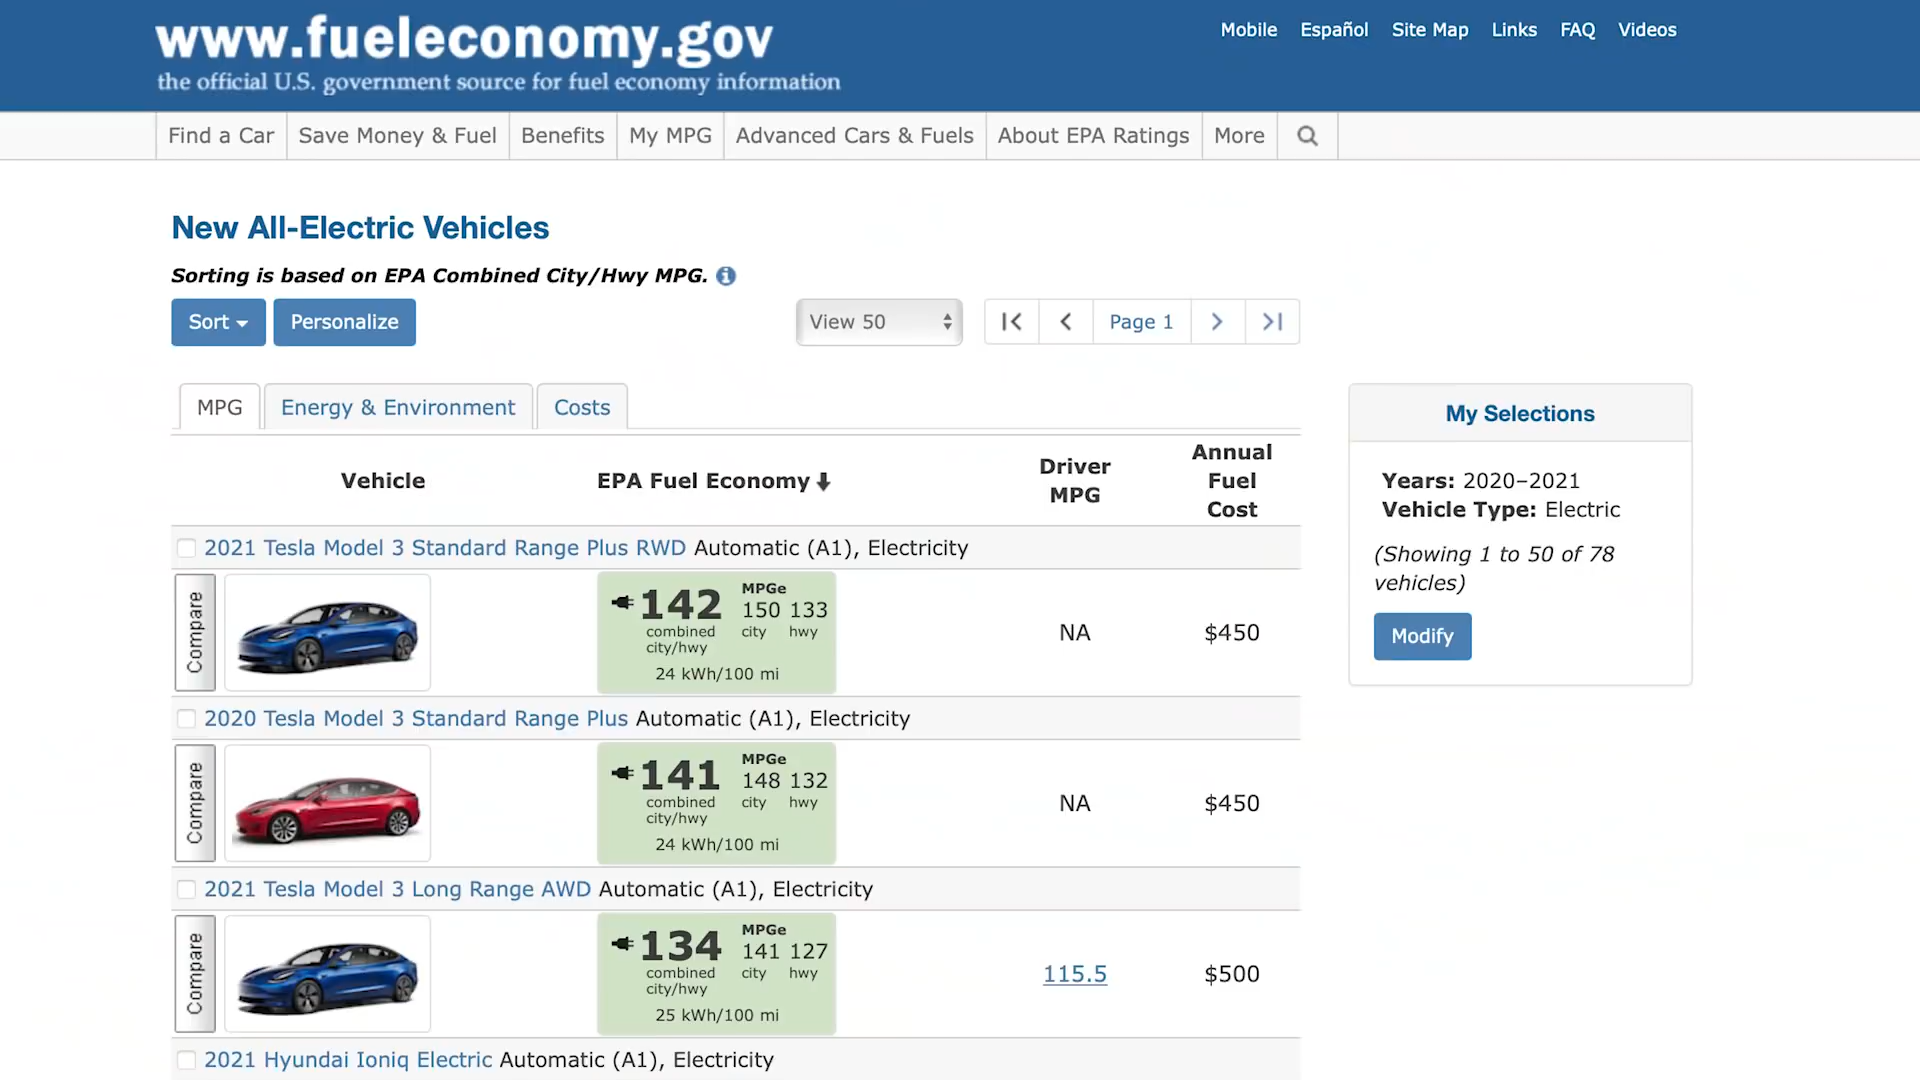 www.fueleconomy.gov
the official U.S. government source for fuel economy information
Mobile Español Site Map Links FAQ Videos
Find a Car Save Money & Fuel Benefits My MPG Advanced Cars & Fuels About EPA Ratings More
New All-Electric Vehicles
Sorting is based on EPA Combined City/Hwy MPG.
Sort Personalize View 50 Page 1
MPG Energy & Environment Costs
Vehicle EPA Fuel Economy Driver MPG Annual Fuel Cost
2021 Tesla Model 3 Standard Range Plus RWD Automatic (A1), Electricity
Compare
142 MPGe
150 133
combined city/hwy city hwy
24 kWh/100 mi
NA
$450
2020 Tesla Model 3 Standard Range Plus Automatic (A1), Electricity
Compare
141 MPGe
148 132
combined city/hwy city hwy
24 kWh/100 mi
NA
$450
2021 Tesla Model 3 Long Range AWD Automatic (A1), Electricity
Compare
134 MPGe
141 127
combined city/hwy city hwy
25 kWh/100 mi
115.5
$500
2021 Hyundai Ioniq Electric Automatic (A1), Electricity
My Selections
Years: 2020–2021
Vehicle Type: Electric
(Showing 1 to 50 of 78
vehicles)
Modify